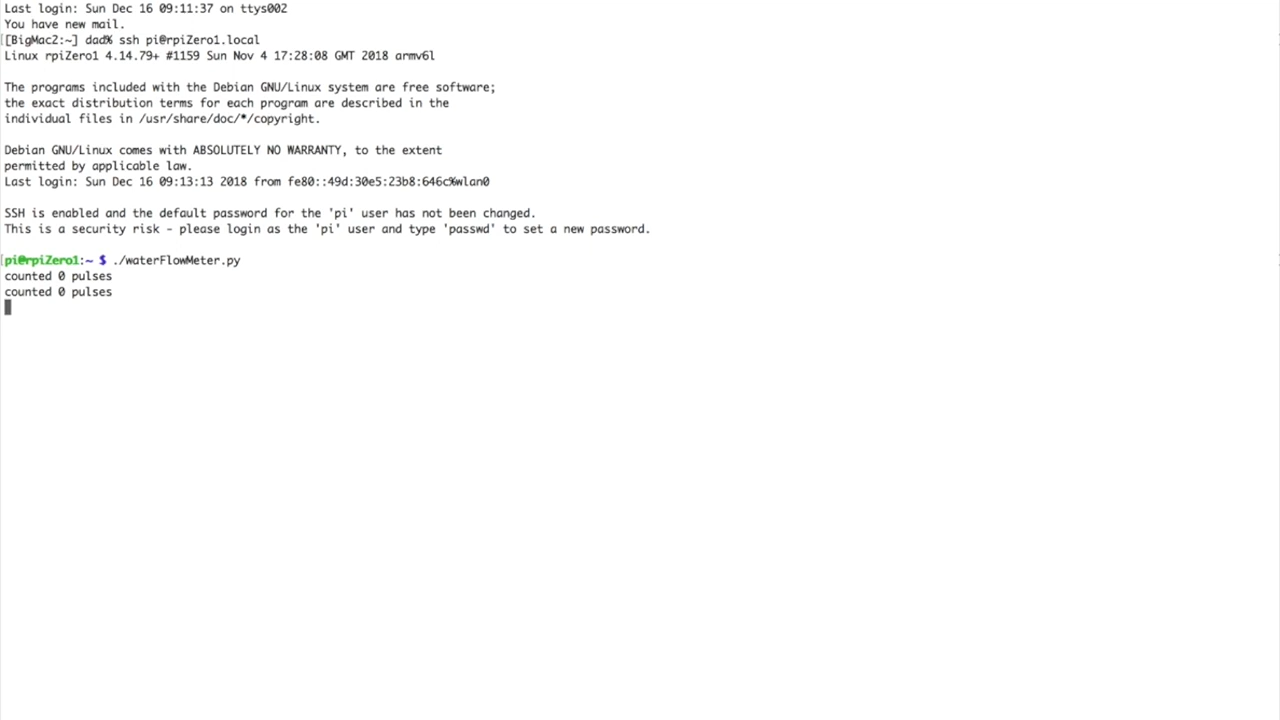 Last login: Sun Dec 16 09:11:37 on ttys002
You have new mail.
[BigMac2:~] dad% ssh pi@rpiZero1.local
Linux rpiZero1 4.14.79+ #1159 Sun Nov 4 17:28:08 GMT 2018 armv6l
The programs included with the Debian GNU/Linux system are free software;
the exact distribution terms for each program are described in the
individual files in /usr/share/doc/*/copyright.
Debian GNU/Linux comes with ABSOLUTELY NO WARRANTY, to the extent
permitted by applicable law.
Last login: Sun Dec 16 09:13:13 2018 from fe80::49d:30e5:23b8:646c%wlan0
SSH is enabled and the default password for the 'pi' user has not been changed.
This is a security risk - please login as the 'pi' user and type 'passwd' to set a new password.
pi@rpiZero1:~ $ ./waterFlowMeter.py
counted 0 pulses
counted 0 pulses